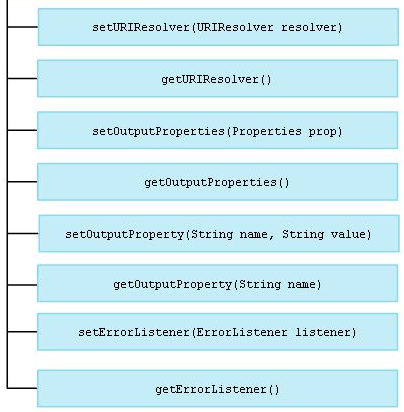 setURIResolver(URIResolver resolver)
getURIResolver()
setOutputProperties(Properties prop)
getOutputProperties()
setOutputProperty(String name, String value)
getOutputProperty(String name)
setErrorListener(ErrorListener listener)
getErrorListener()